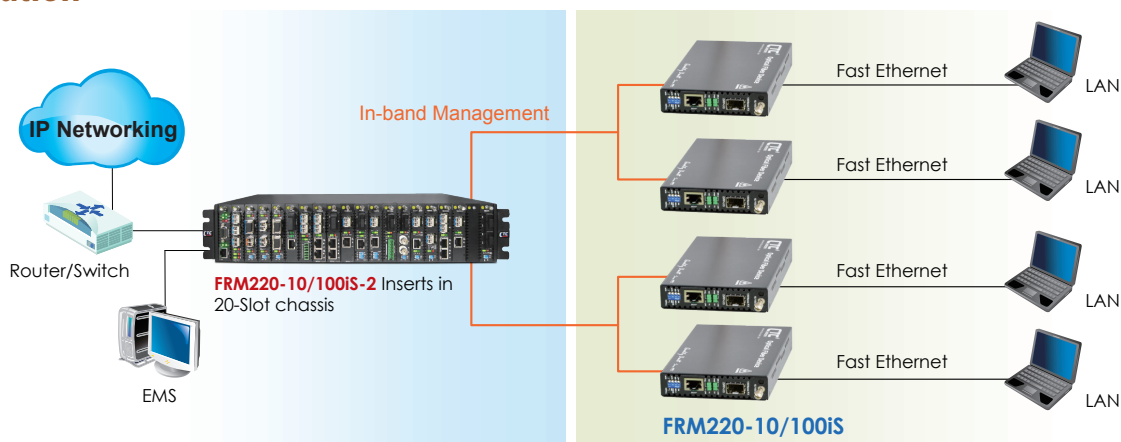 IP Networking
In-band Management
Fast Ethernet
LAN
Fast Ethernet
LAN
Router/Switch
FRM220-10/100iS-2 Inserts in
20-Slot chassis
EMS
Fast Ethernet
LAN
Fast Ethernet
LAN
FRM220-10/100iS